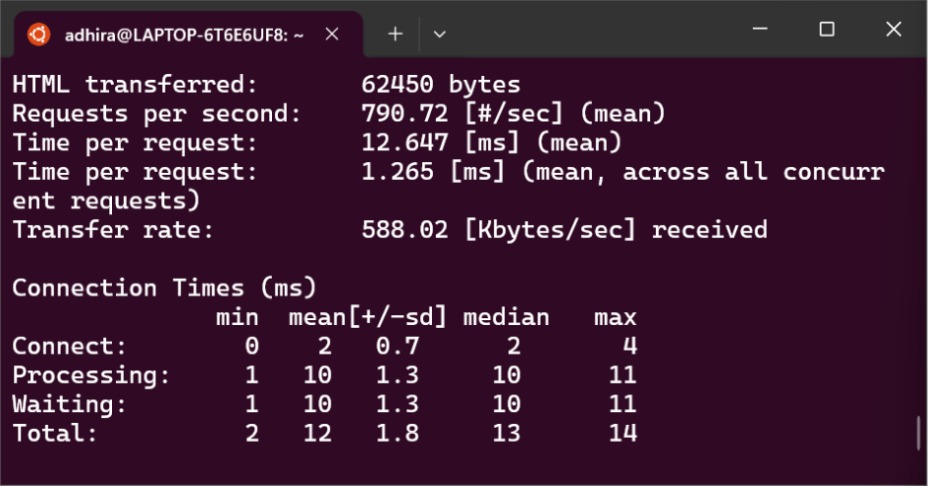 adhira@LAPTOP-6T6E6UF8: ~
HTML transferred:       62450 bytes
Requests per second:    790.72 [#/sec] (mean)
Time per request:       12.647 [ms] (mean)
Time per request:       1.265 [ms] (mean, across all concurr
ent requests)
Transfer rate:          588.02 [Kbytes/sec] received
Connection Times (ms)
              min  mean[+/-sd] median   max
Connect:        0    2   0.7      2       4
Processing:     1   10   1.3     10      11
Waiting:        1   10   1.3     10      11
Total:          2   12   1.8     13      14